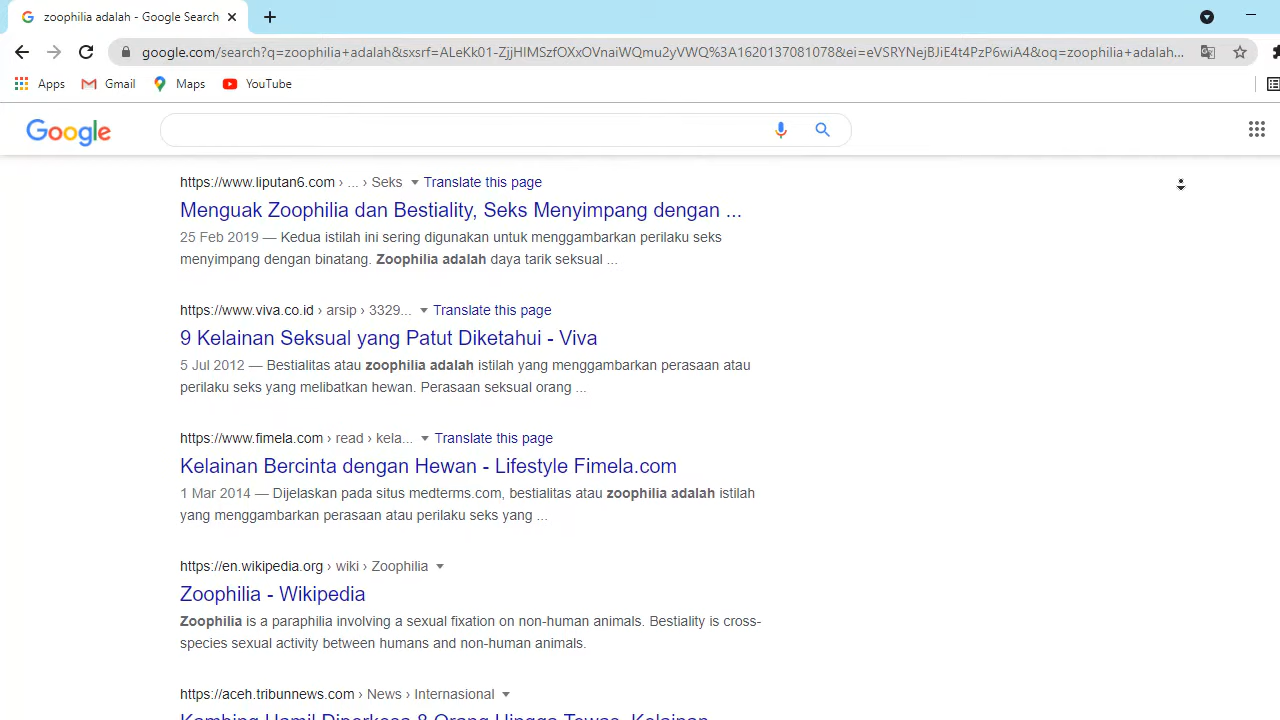 zoophilia adalah - Google Search
google.com/search?q=zoophilia+adalah&sxsrf=ALeKk01-ZjjHIMSzfOXxOVnaiWQmu2yVWQ%3A1620137081078&ei=eVSRYNejBJiE4t4PzP6wiA4&oq=zoophilia+adalah...
Apps Gmail Maps YouTube
Google
https://www.liputan6.com › ... › Seks Translate this page
Menguak Zoophilia dan Bestiality, Seks Menyimpang dengan ...
25 Feb 2019 — Kedua istilah ini sering digunakan untuk menggambarkan perilaku seks
menyimpang dengan binatang. Zoophilia adalah daya tarik seksual ...
https://www.viva.co.id › arsip › 3329... Translate this page
9 Kelainan Seksual yang Patut Diketahui - Viva
5 Jul 2012 — Bestialitas atau zoophilia adalah istilah yang menggambarkan perasaan atau
perilaku seks yang melibatkan hewan. Perasaan seksual orang ...
https://www.fimela.com › read › kela... Translate this page
Kelainan Bercinta dengan Hewan - Lifestyle Fimela.com
1 Mar 2014 — Dijelaskan pada situs medterms.com, bestialitas atau zoophilia adalah istilah
yang menggambarkan perasaan atau perilaku seks yang ...
https://en.wikipedia.org › wiki › Zoophilia
Zoophilia - Wikipedia
Zoophilia is a paraphilia involving a sexual fixation on non-human animals. Bestiality is cross-
species sexual activity between humans and non-human animals.
https://aceh.tribunnews.com › News › Internasional
Kambing Hamil Diperkosa 8 Orang Hingga Tewas, Kelainan